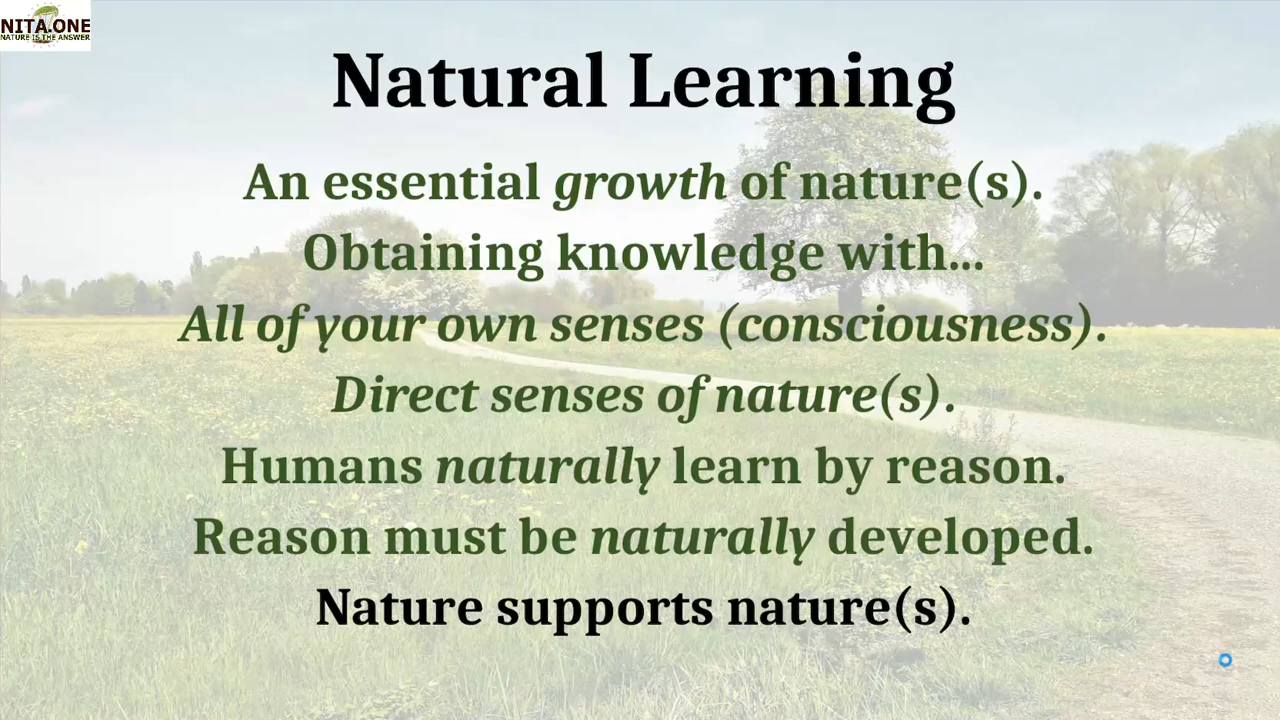 NITA.ONE
NATURE IS THE ANSWER
Natural Learning
An essential growth of nature(s).
Obtaining knowledge with...
All of your own senses (consciousness).
Direct senses of nature(s).
Humans naturally learn by reason.
Reason must be naturally developed.
Nature supports nature(s).